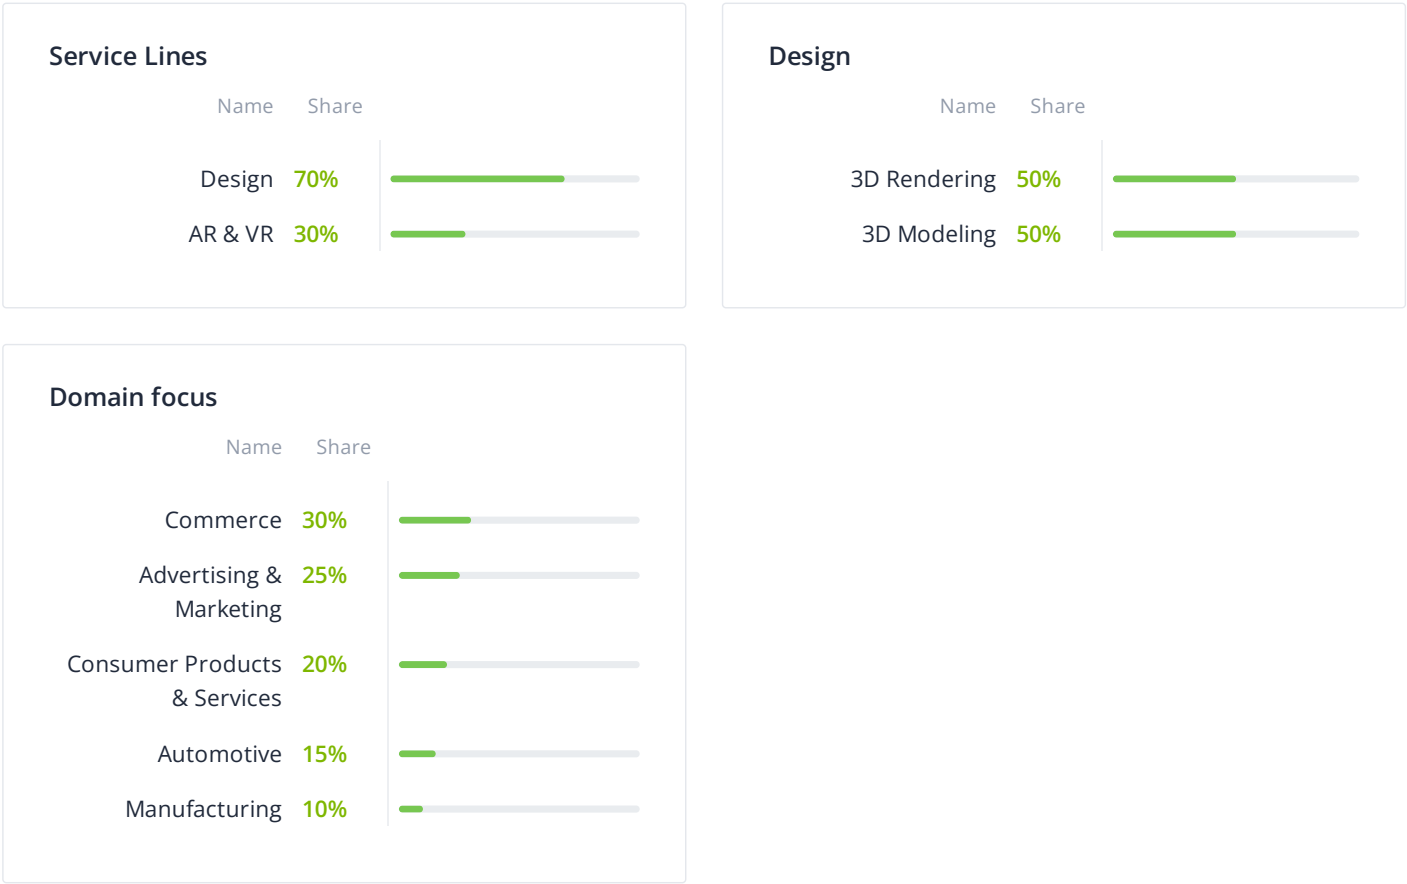 Service Lines
Name Share
Design 70%
AR & VR 30%
Design
Name Share
3D Rendering 50%
3D Modeling 50%
Domain focus
Name Share
Commerce 30%
Advertising & 25%
Marketing
Consumer Products 20%
& Services
Automotive 15%
Manufacturing 10%